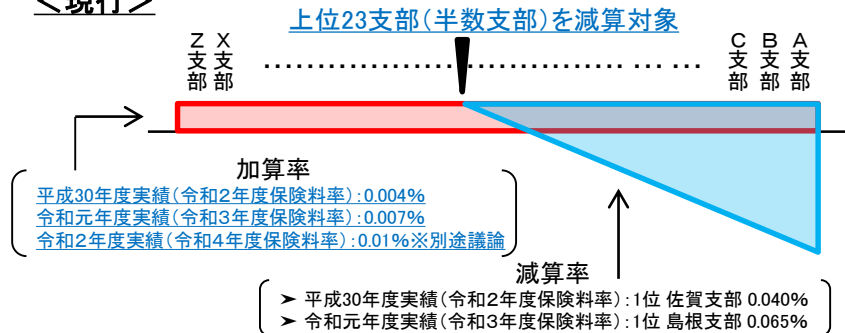 ＜現行＞
上位23支部（半数支部）を減算対象
Z支部 X支部 ‥‥‥‥‥‥‥‥‥‥‥‥‥‥‥‥ … … C支部 B支部 A支部
加算率
平成30年度実績（令和2年度保険料率）：0.004%
令和元年度実績（令和3年度保険料率）：0.007%
令和2年度実績（令和4年度保険料率）：0.01%※別途議論
減算率
➤ 平成30年度実績（令和2年度保険料率）：1位 佐賀支部 0.040%
➤ 令和元年度実績（令和3年度保険料率）：1位 島根支部 0.065%